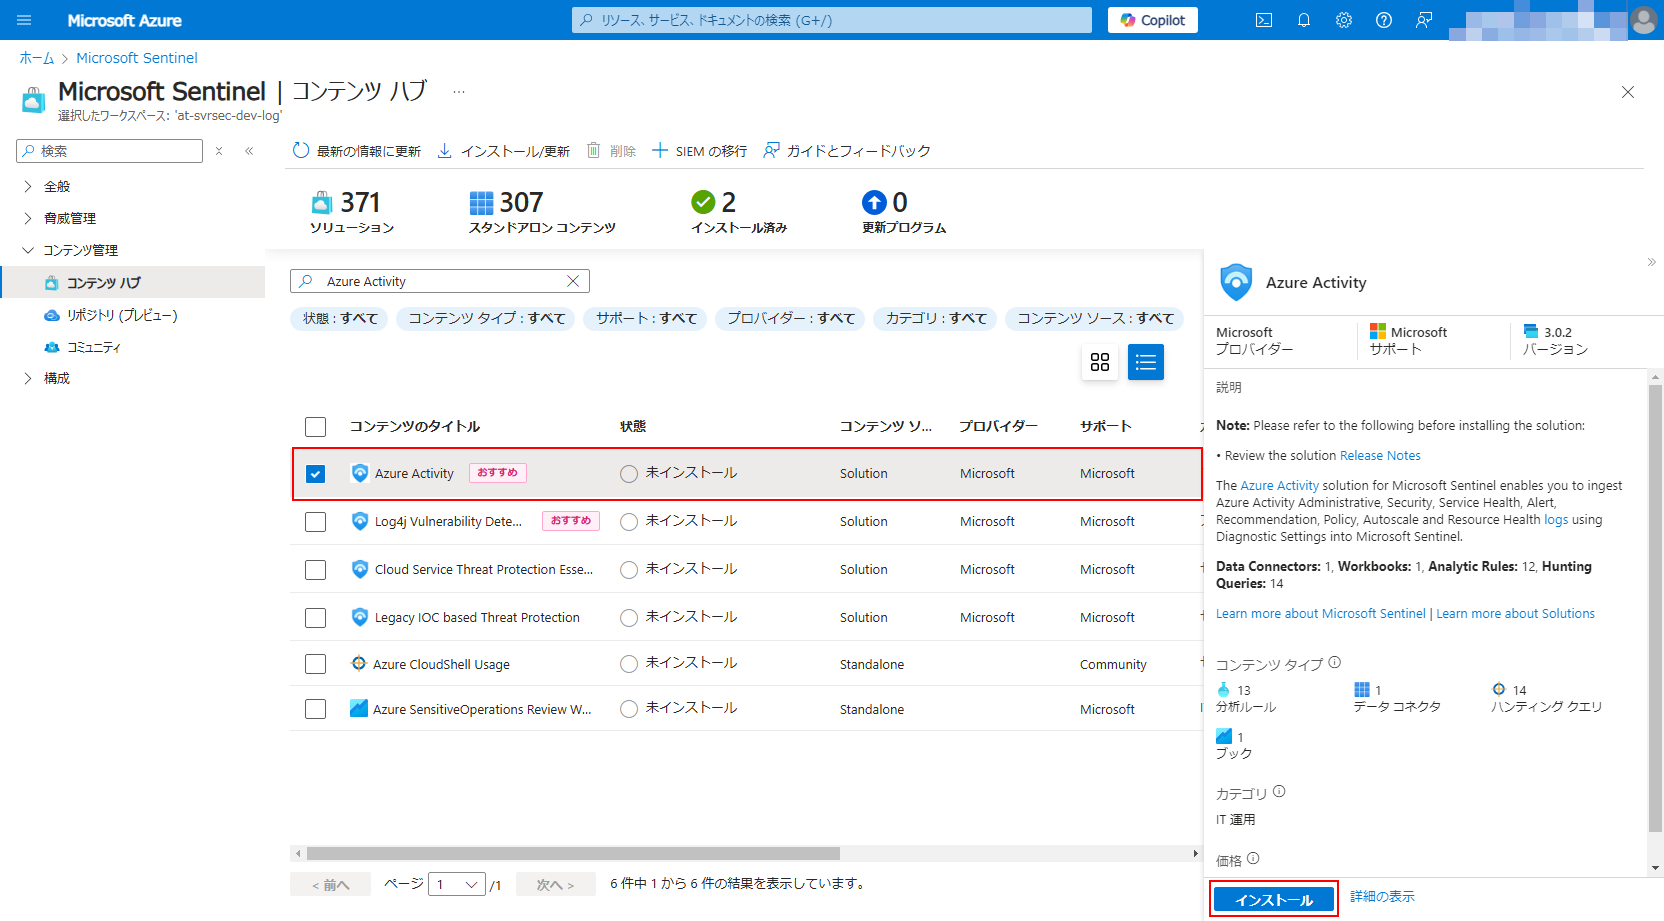 Microsoft Azure
リソース、サービス、ドキュメントの検索 (G+/)
Copilot
ホーム > Microsoft Sentinel
Microsoft Sentinel | コンテンツ ハブ ...
選択したワークスペース: 'at-svrsec-dev-log'
検索
全般
脅威管理
コンテンツ管理
コンテンツ ハブ
リポジトリ (プレビュー)
コミュニティ
構成
最新の情報に更新 インストール/更新 削除 SIEM の移行 ガイドとフィードバック
371
ソリューション
307
スタンドアロン コンテンツ
2
インストール済み
0
更新プログラム
Azure Activity
状態 : すべて コンテンツ タイプ : すべて サポート : すべて プロバイダー : すべて カテゴリ : すべて コンテンツ ソース : すべて
コンテンツのタイトル 状態 コンテンツ ソ... プロバイダー サポート
Azure Activity おすすめ 未インストール Solution Microsoft Microsoft
Log4j Vulnerability Dete... おすすめ 未インストール Solution Microsoft Microsoft
Cloud Service Threat Protection Esse... 未インストール Solution Microsoft Microsoft
Legacy IOC based Threat Protection 未インストール Solution Microsoft Microsoft
Azure CloudShell Usage 未インストール Standalone Community
Azure SensitiveOperations Review W... 未インストール Standalone Microsoft
< 前へ ページ 1 /1 次へ > 6 件中 1 から 6 件の結果を表示しています。
Azure Activity
Microsoft
プロバイダー
Microsoft
サポート
3.0.2
バージョン
説明
Note: Please refer to the following before installing the solution:
• Review the solution Release Notes
The Azure Activity solution for Microsoft Sentinel enables you to ingest
Azure Activity Administrative, Security, Service Health, Alert,
Recommendation, Policy, Autoscale and Resource Health logs using
Diagnostic Settings into Microsoft Sentinel.
Data Connectors: 1, Workbooks: 1, Analytic Rules: 12, Hunting
Queries: 14
Learn more about Microsoft Sentinel | Learn more about Solutions
コンテンツ タイプ
13
分析ルール
1
データ コネクタ
14
ハンティング クエリ
1
ブック
カテゴリ
IT 運用
価格
インストール 詳細の表示